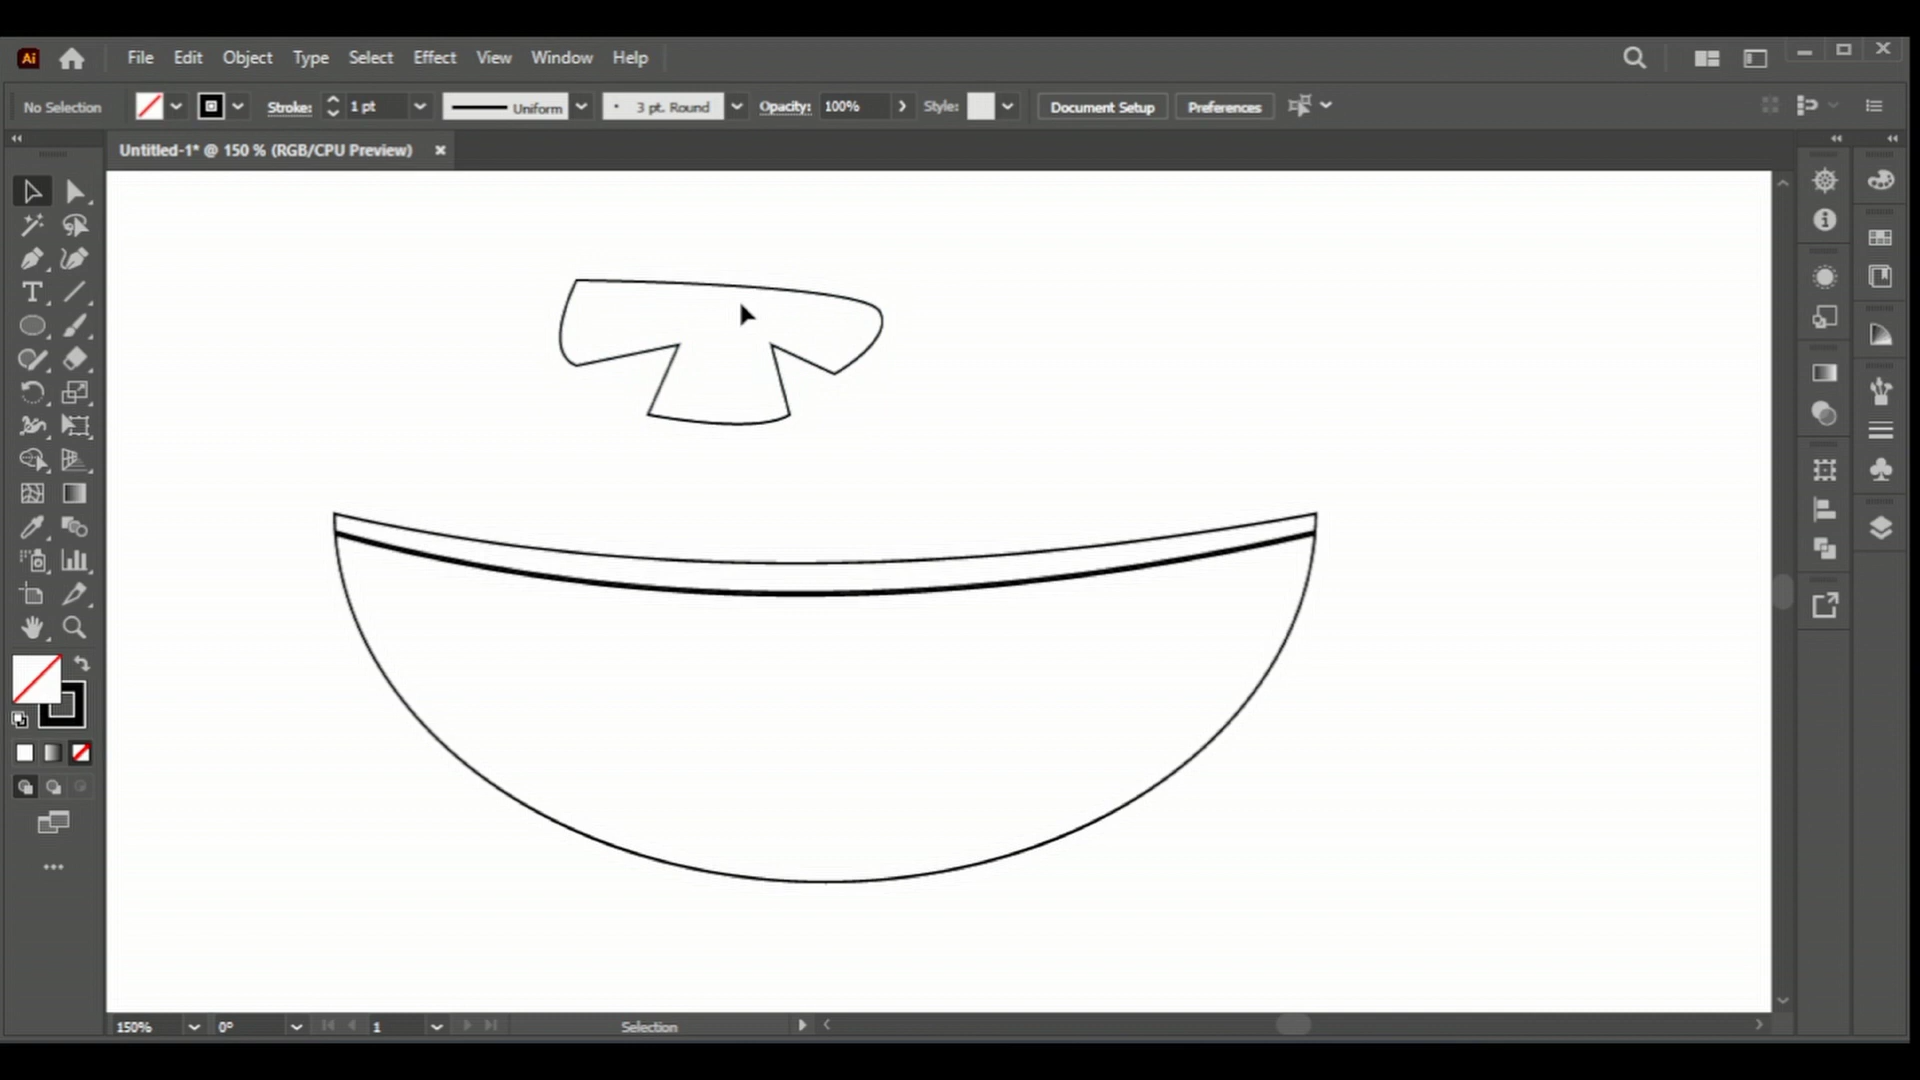 Ai File Edit Object Type Select Effect View Window Help
No Selection Stroke: 1 pt Uniform 3 pt. Round Opacity: 100% Style: Document Setup Preferences
Untitled-1* @ 150 % (RGB/CPU Preview)
150% 0° 1 Selection